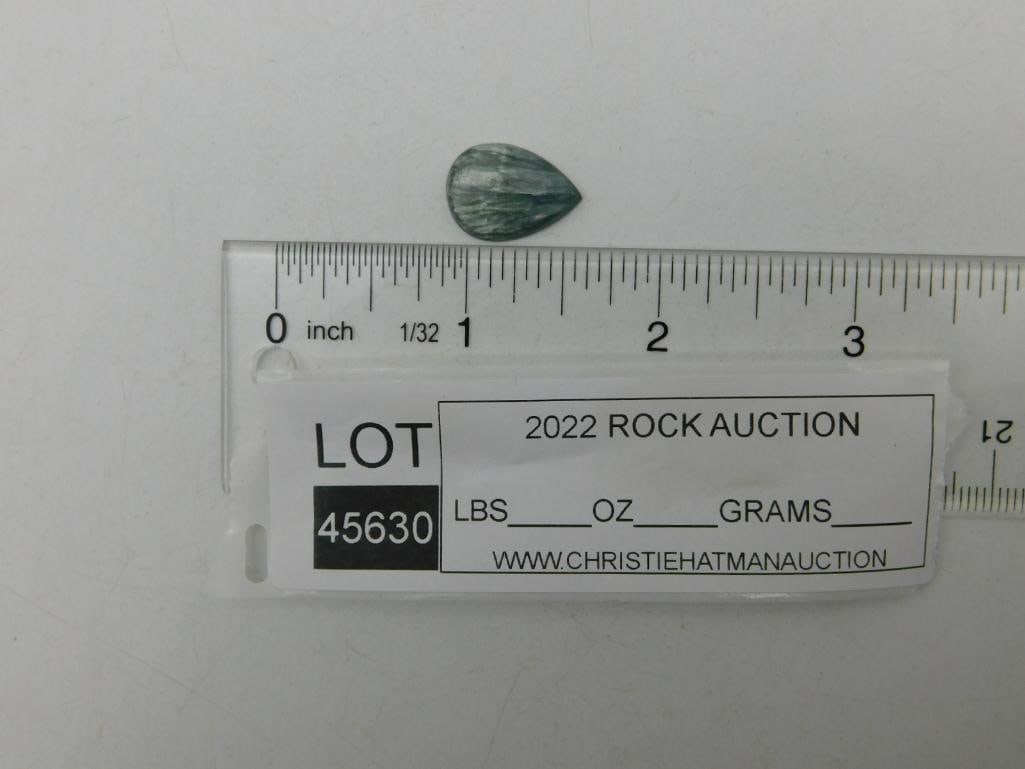 0 inch 1/32 1 2 3
LOT
45630
2022 ROCK AUCTION
LBS_____OZ_____GRAMS_____
WWW.CHRISTIEHATMANAUCTION
21